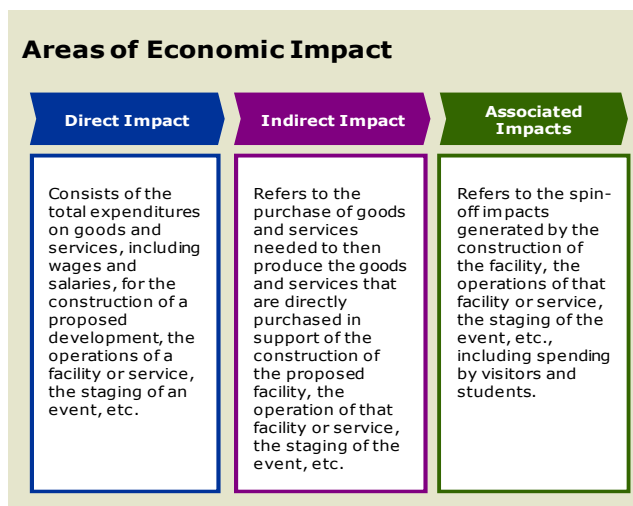 Areas of Economic Impact
Direct Impact
Consists of the
total expenditures
on goods and
services, including
wages and
salaries, for the
construction of a
proposed
development, the
operations of a
facility or service,
the staging of an
event, etc.
Indirect Impact
Refers to the
purchase of goods
and services
needed to then
produce the goods
and services that
are directly
purchased in
support of the
construction of
the proposed
facility, the
operation of that
facility or service,
the staging of the
event, etc.
Associated
Impacts
Refers to the spin-
off impacts
generated by the
construction of
the facility, the
operations of that
facility or service,
the staging of the
event, etc.,
including spending
by visitors and
students.